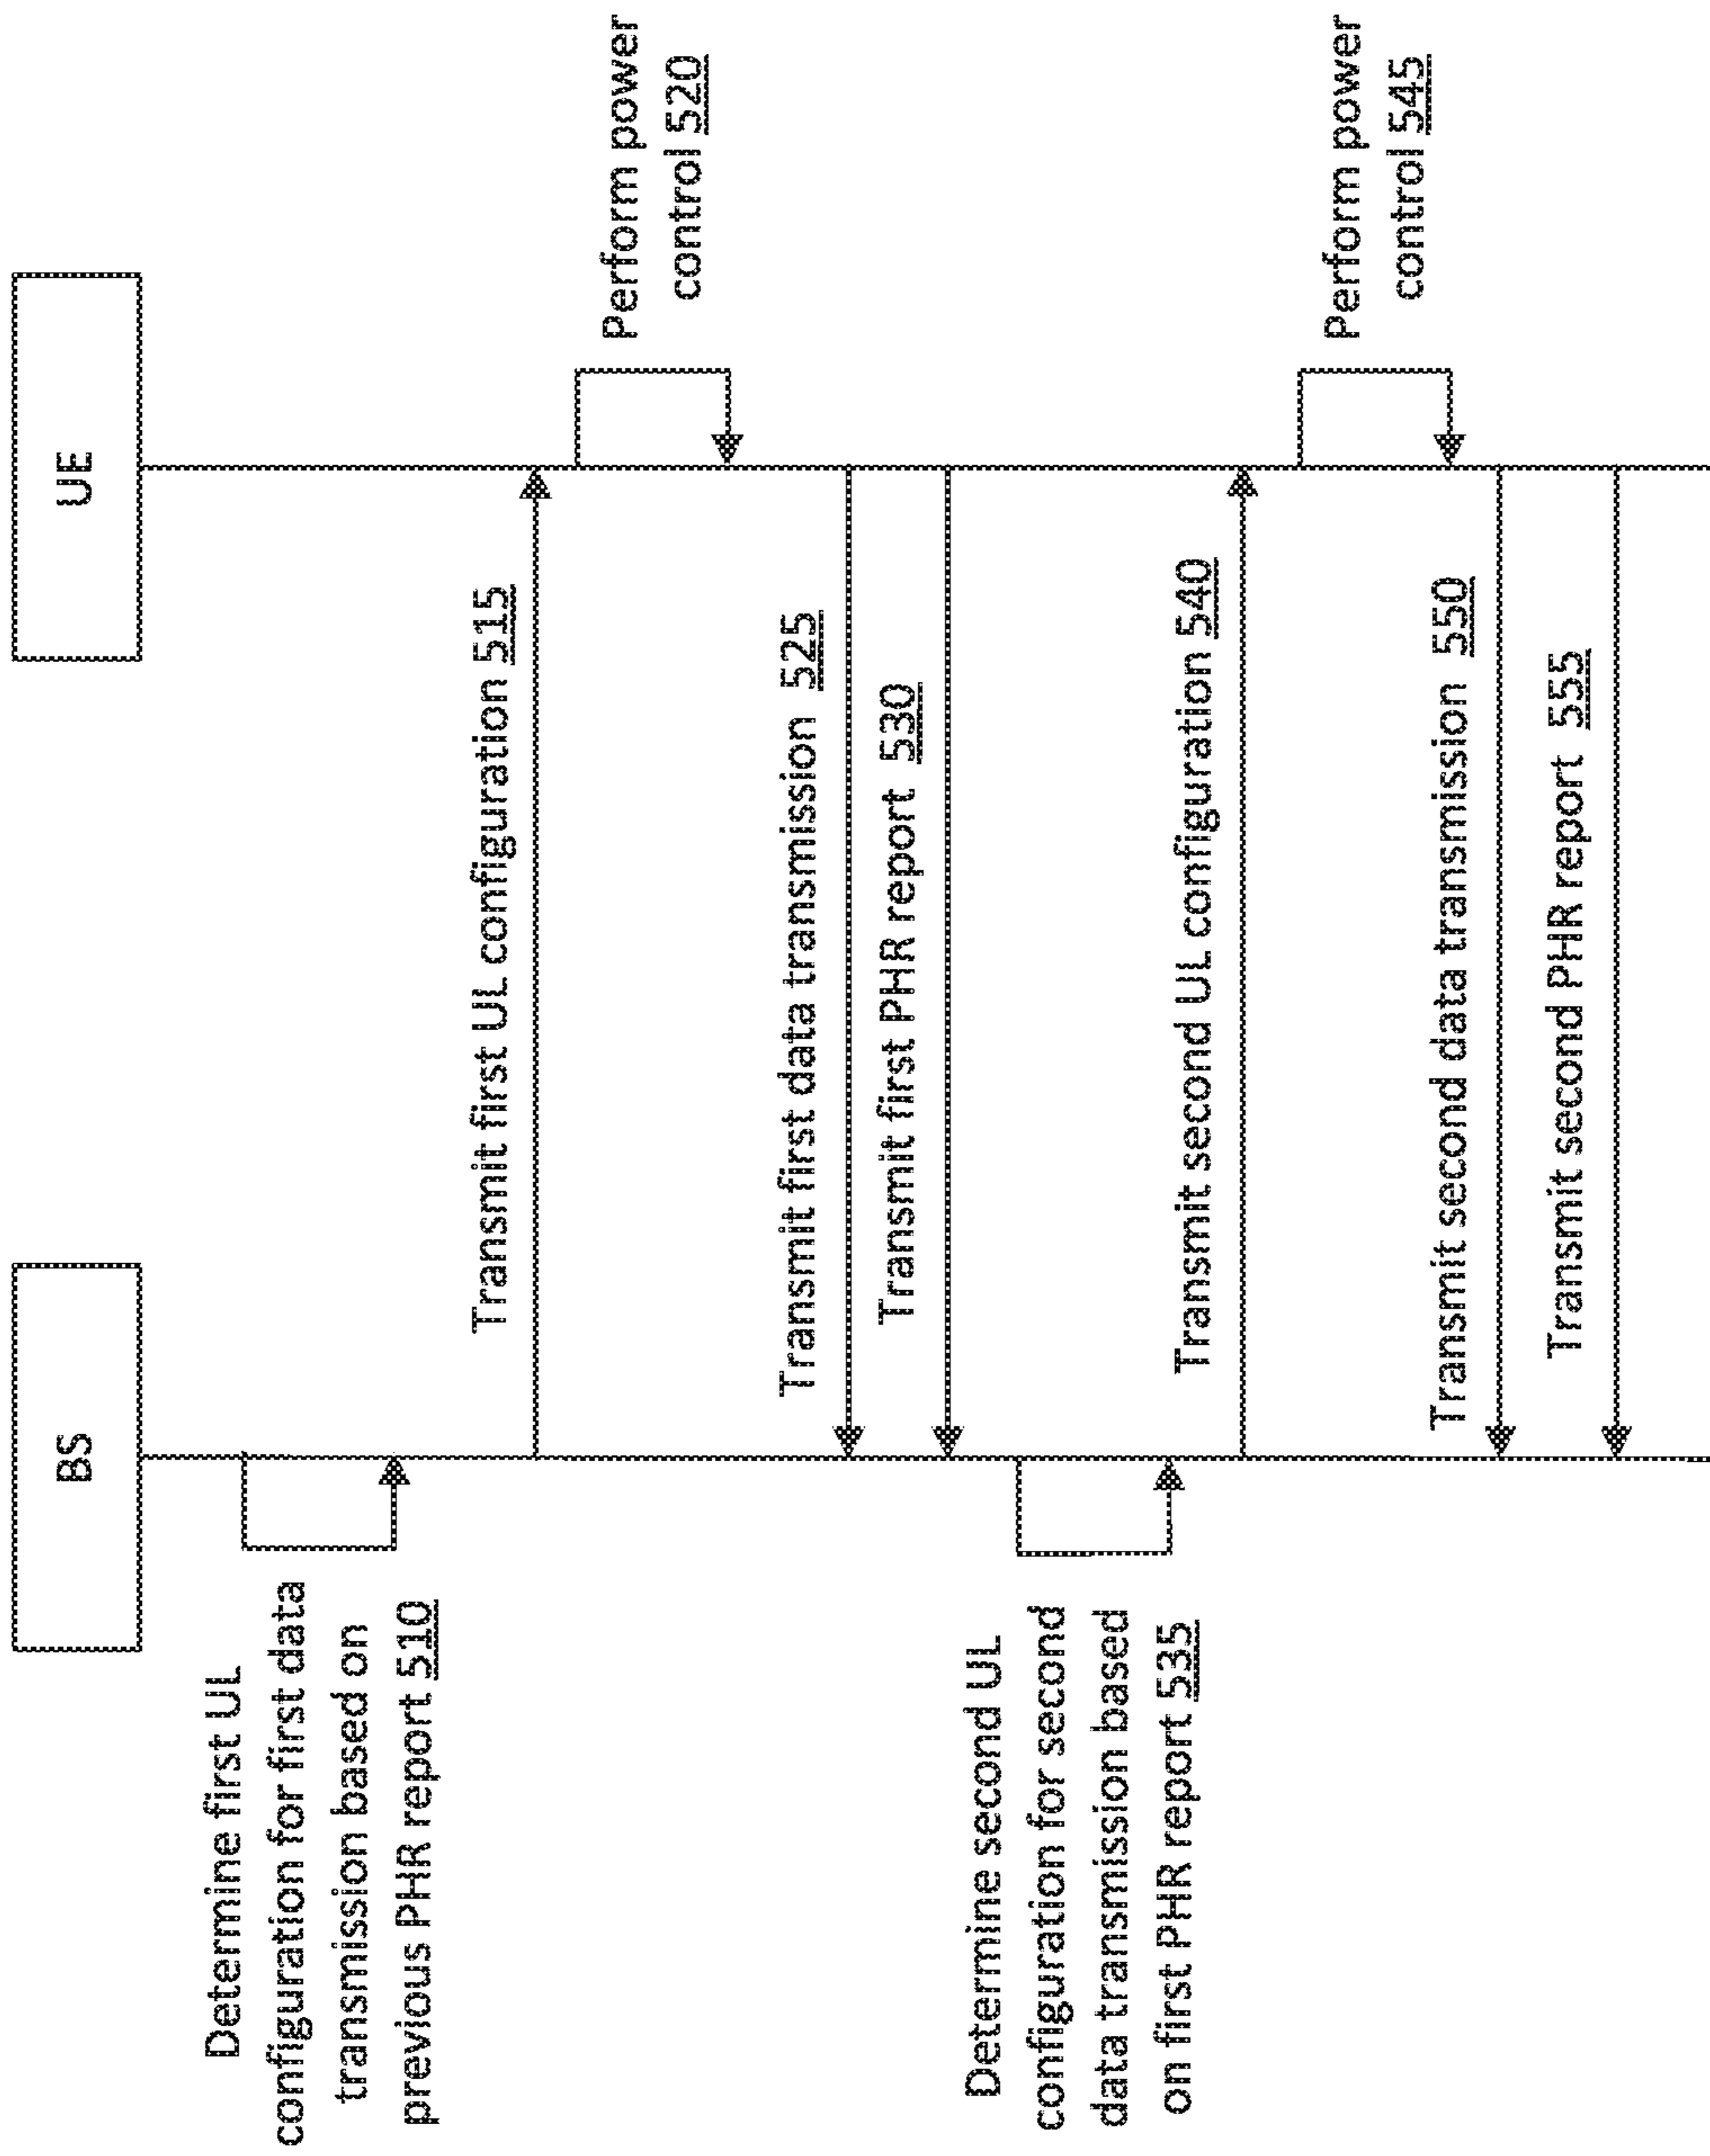 BS
UE
Determine first UL
configuration for first data
transmission based on
previous PHR report 510
Transmit first UL configuration 515
Perform power
control 520
Transmit first data transmission 525
Transmit first PHR report 530
Determine second UL
configuration for second
data transmission based
on first PHR report 535
Transmit second UL configuration 540
Perform power
control 545
Transmit second data transmission 550
Transmit second PHR report 555